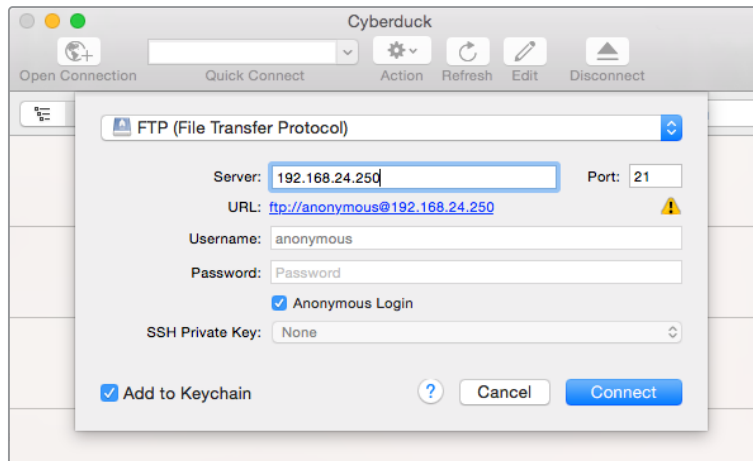 Cyberduck
Open Connection Quick Connect Action Refresh Edit Disconnect
FTP (File Transfer Protocol)
Server: 192.168.24.250 Port: 21
URL: ftp://anonymous@192.168.24.250
Username: anonymous
Password: Password
Anonymous Login
SSH Private Key: None
Add to Keychain ? Cancel Connect